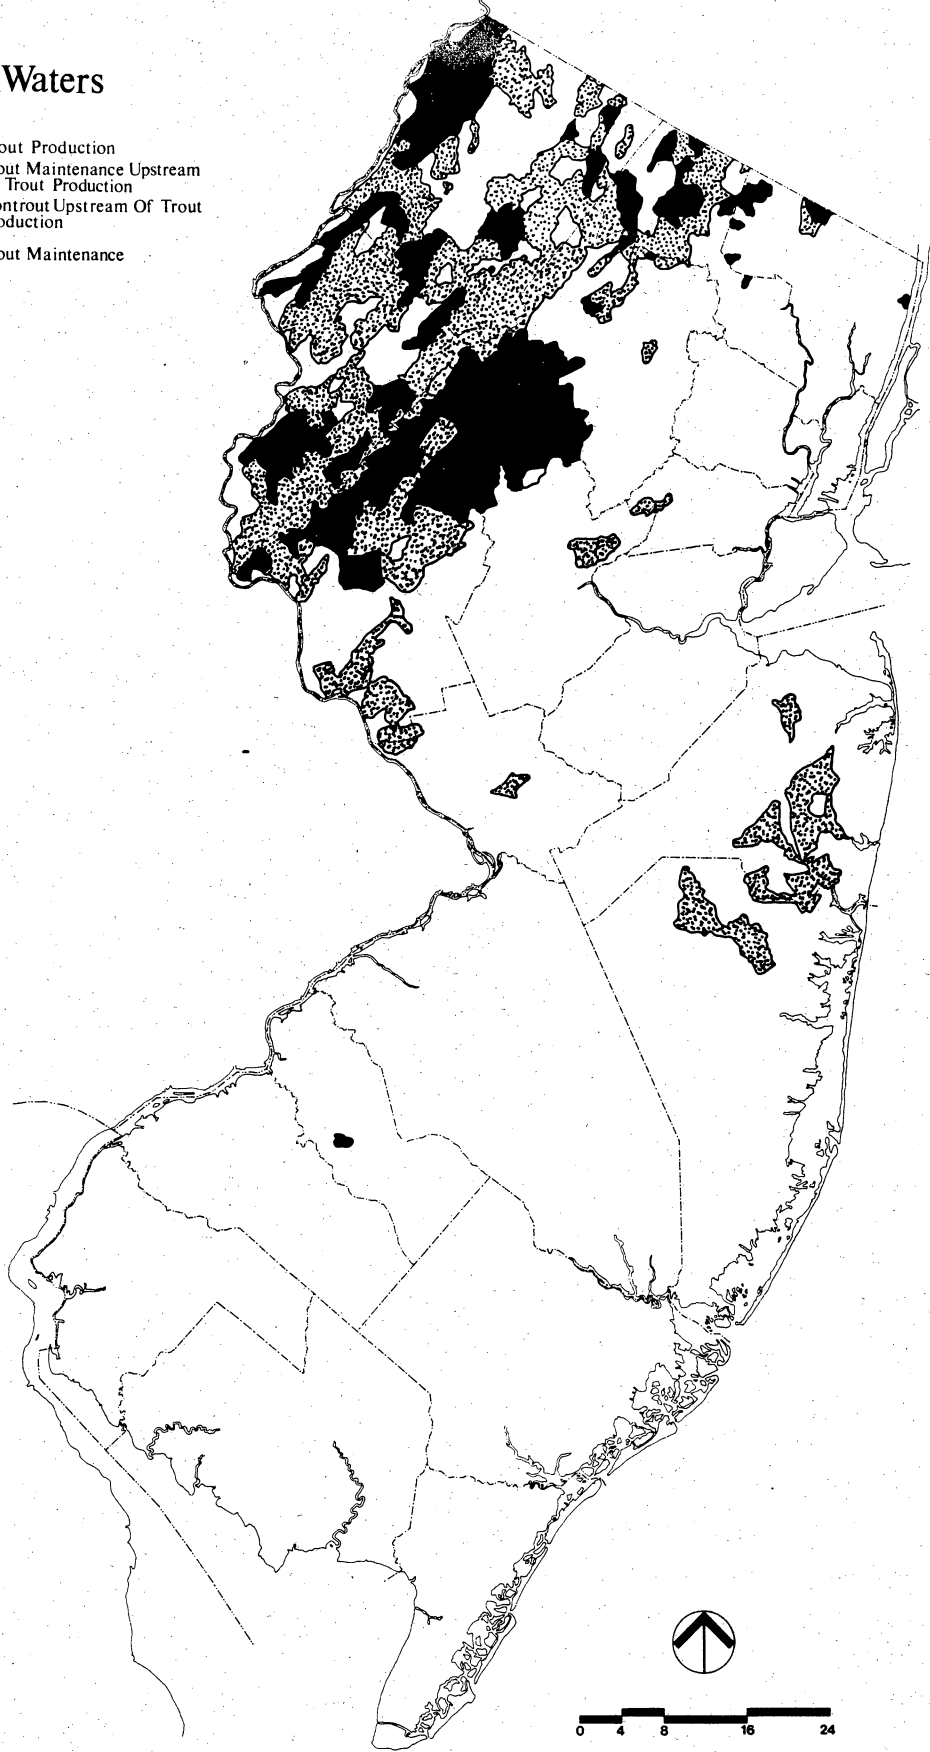 Waters
out Production
out Maintenance Upstream
Trout Production
ontrout Upstream Of Trout
oduction
out Maintenance
0 4 8 16 24